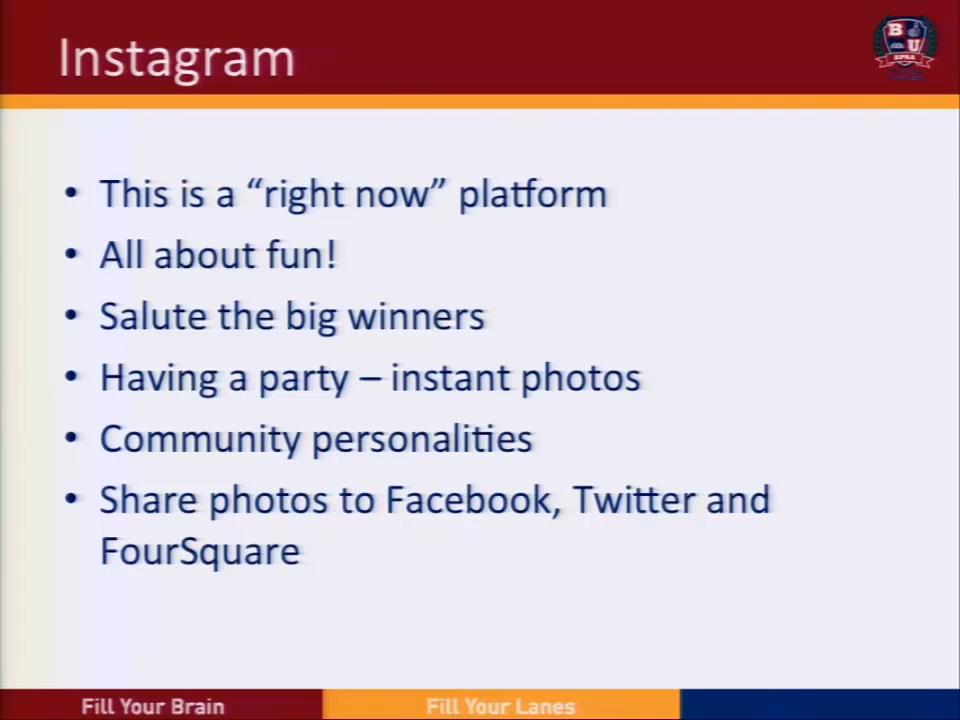 Instagram
B U
• This is a “right now” platform
• All about fun!
• Salute the big winners
• Having a party – instant photos
• Community personalities
• Share photos to Facebook, Twitter and
FourSquare
Fill Your Brain
Fill Your Lanes